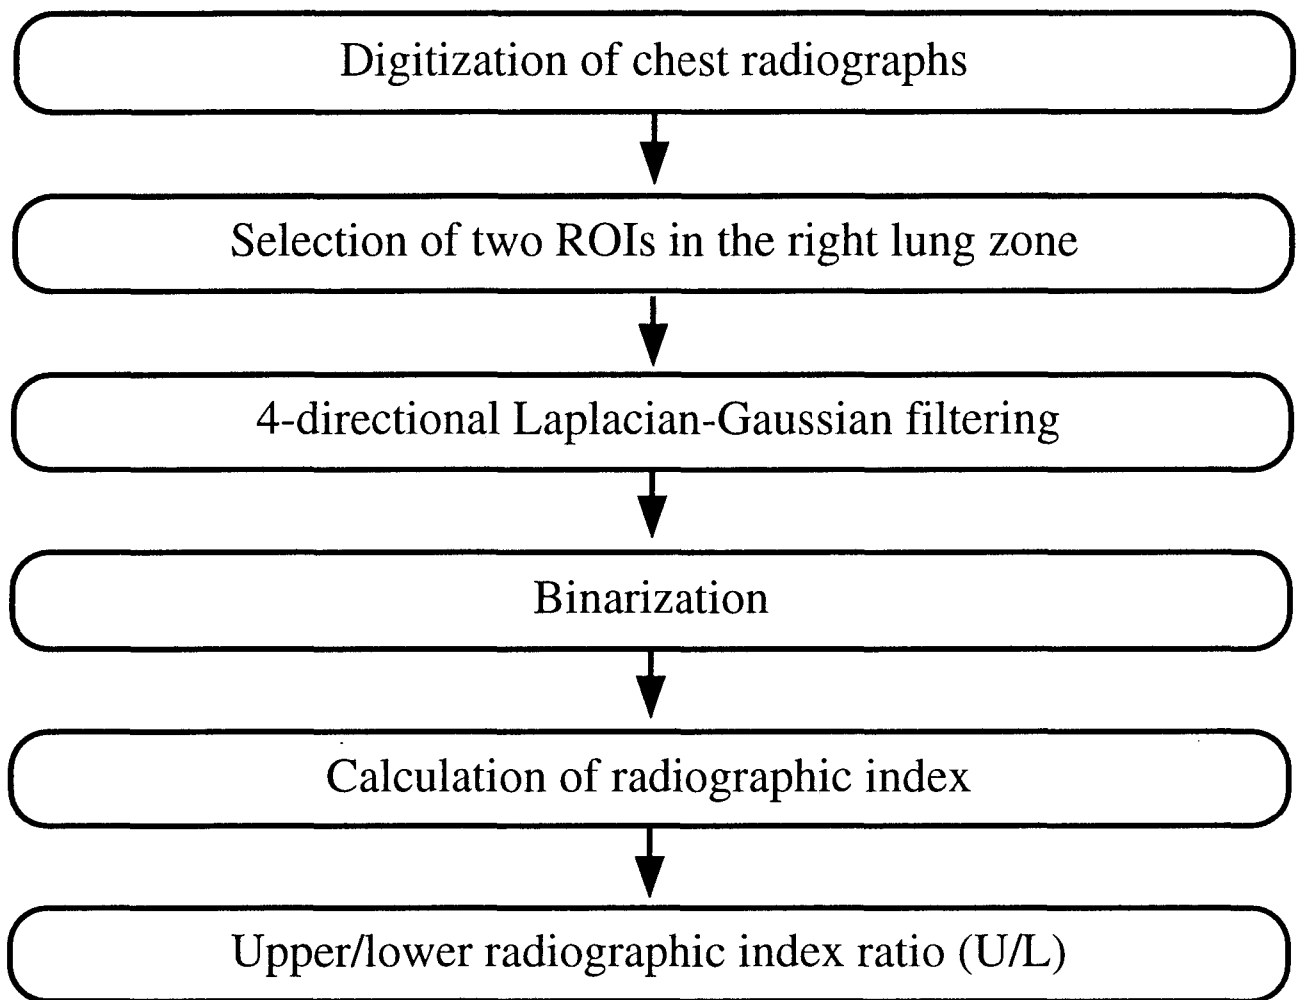 Digitization of chest radiographs
Selection of two ROIs in the right lung zone
4-directional Laplacian-Gaussian filtering
Binarization
Calculation of radiographic index
Upper/lower radiographic index ratio (U/L)